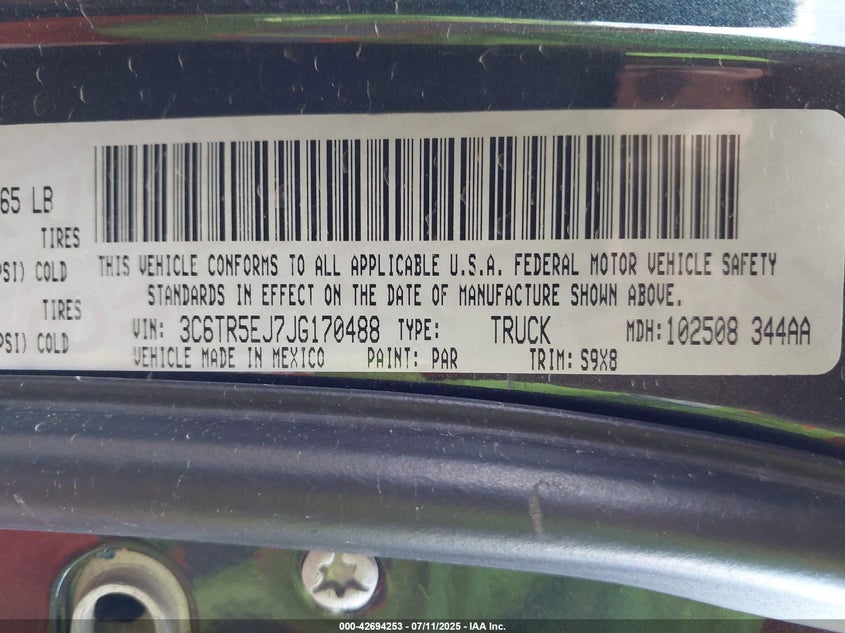 65 LB
TIRES
PSI) COLD
TIRES
PSI) COLD
THIS VEHICLE CONFORMS TO ALL APPLICABLE U.S.A. FEDERAL MOTOR VEHICLE SAFETY
STANDARDS IN EFFECT ON THE DATE OF MANUFACTURE SHOWN ABOVE.
VIN: 3C6TR5EJ7JG170488 TYPE: TRUCK MDH: 102508 344AA
VEHICLE MADE IN MEXICO PAINT: PAR TRIM: S9X8
000-42694253 - 07/11/2025 - IAA Inc.